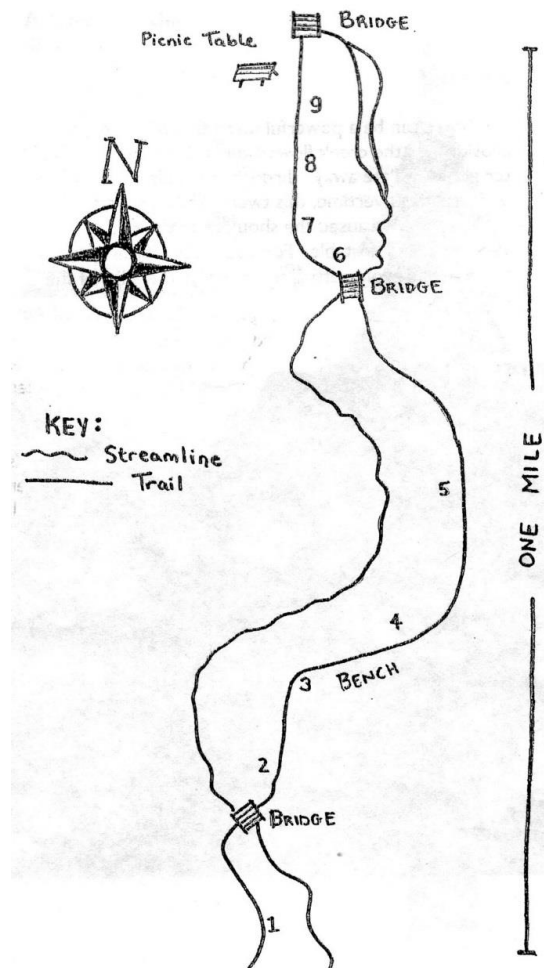 BRIDGE
Picnic Table
9
N
8
7
6
BRIDGE
KEY:
Streamline
Trail
5
ONE MILE
4
3
BENCH
2
BRIDGE
1